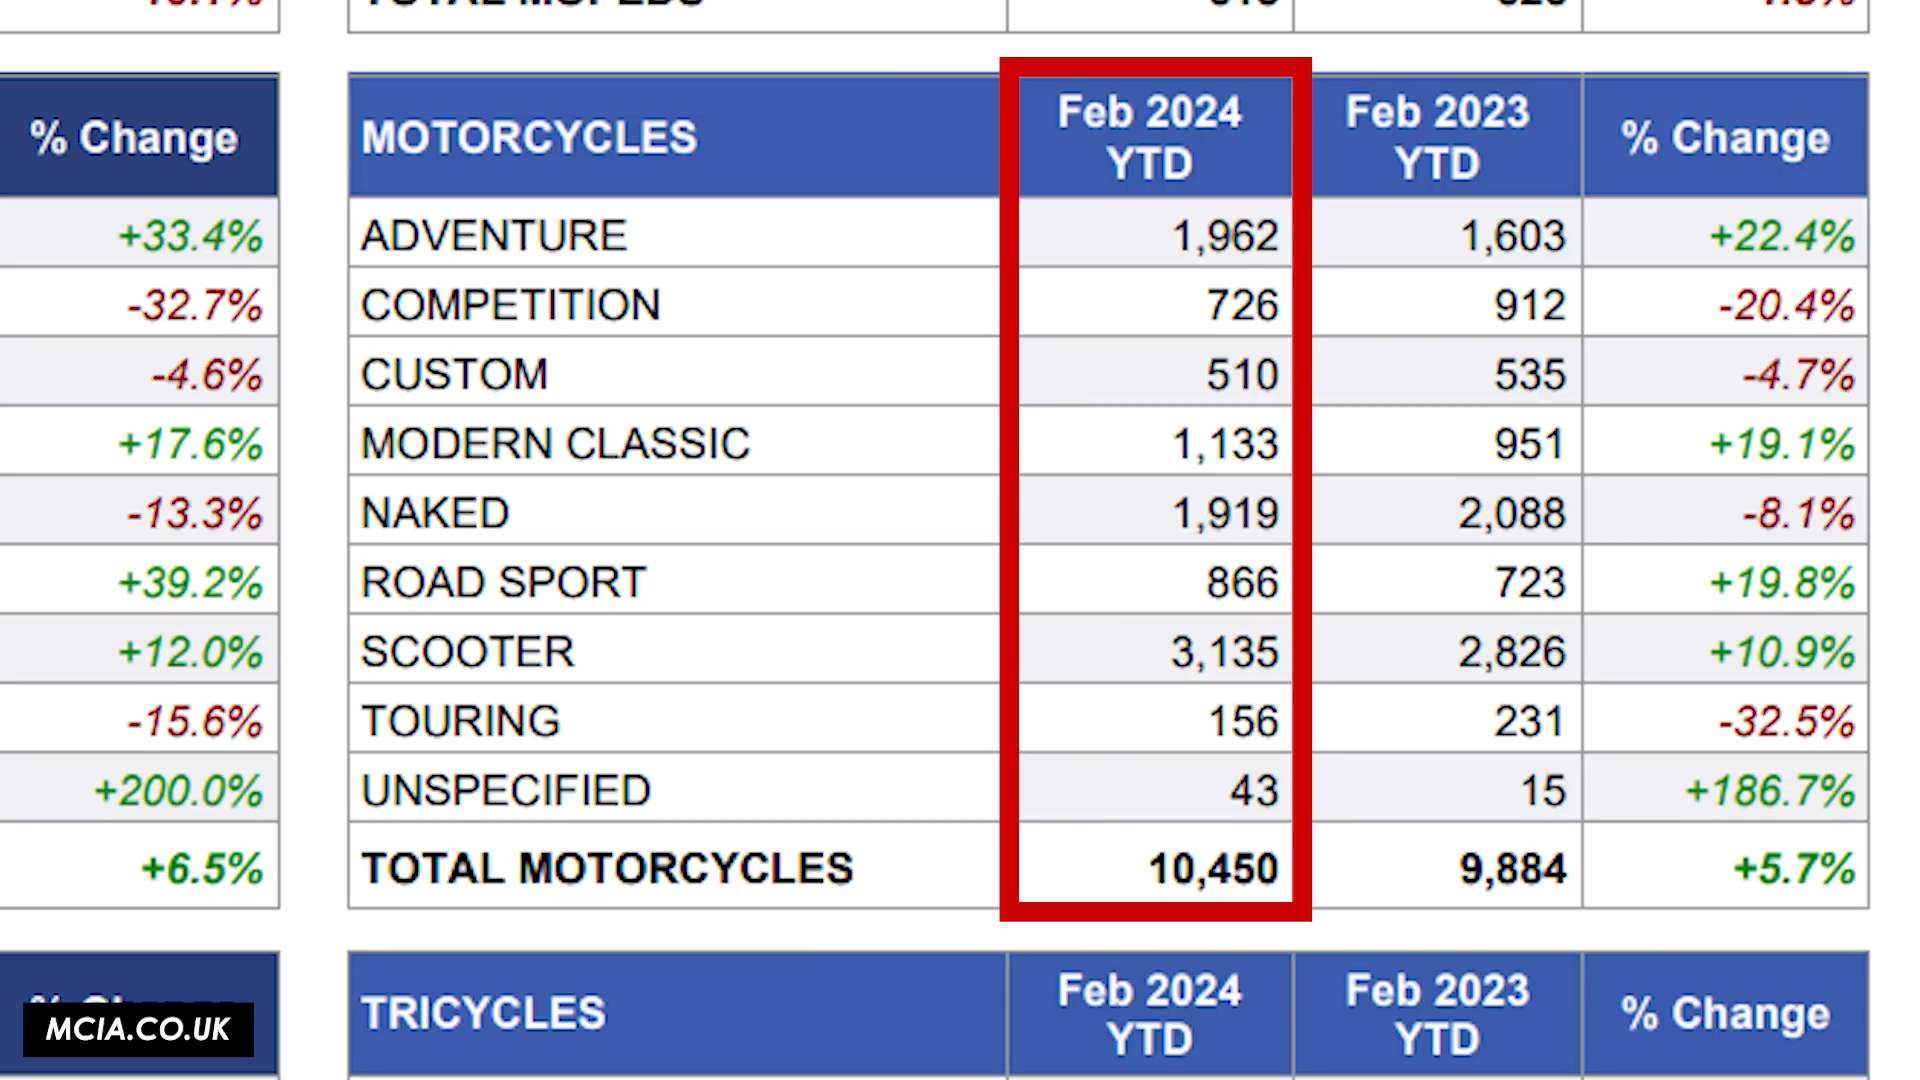 TOTAL MOPEDS
% Change
MOTORCYCLES Feb 2024 YTD Feb 2023 YTD % Change
+33.4% ADVENTURE 1,962 1,603 +22.4%
-32.7% COMPETITION 726 912 -20.4%
-4.6% CUSTOM 510 535 -4.7%
+17.6% MODERN CLASSIC 1,133 951 +19.1%
-13.3% NAKED 1,919 2,088 -8.1%
+39.2% ROAD SPORT 866 723 +19.8%
+12.0% SCOOTER 3,135 2,826 +10.9%
-15.6% TOURING 156 231 -32.5%
+200.0% UNSPECIFIED 43 15 +186.7%
+6.5% TOTAL MOTORCYCLES 10,450 9,884 +5.7%
TRICYCLES Feb 2024 YTD Feb 2023 YTD % Change
MCIA.CO.UK